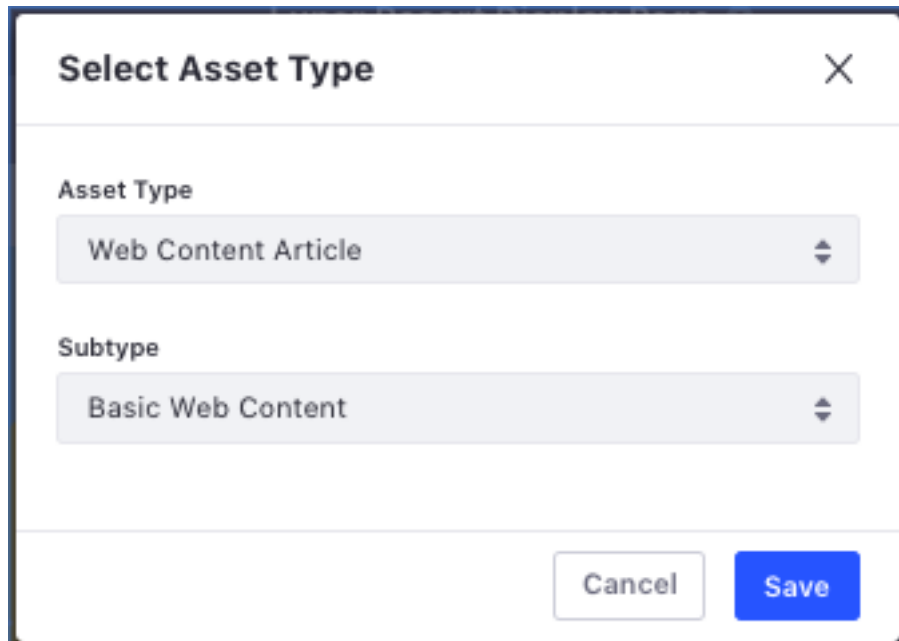 Select Asset Type
Asset Type
Web Content Article
Subtype
Basic Web Content
Cancel
Save